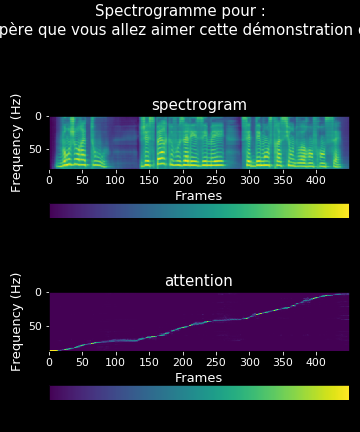 Spectrogramme pour :
père que vous allez aimer cette démonstration
spectrogram
Frequency (Hz)
0
50
0 50 100 150 200 250 300 350 400
Frames
attention
Frequency (Hz)
0
50
0 50 100 150 200 250 300 350 400
Frames